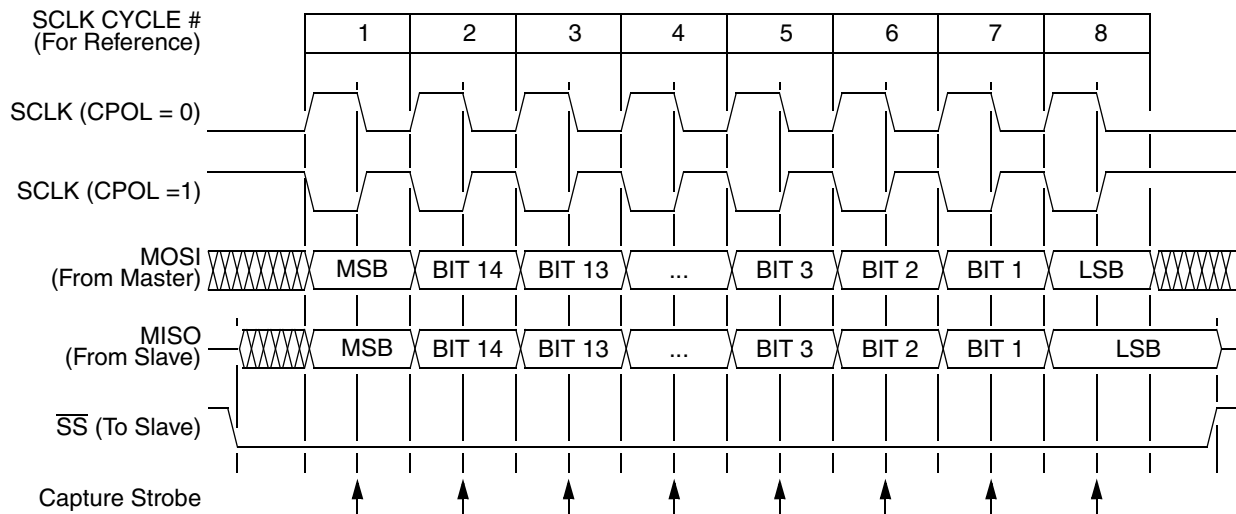 SCLK CYCLE #
(For Reference)
1 2 3 4 5 6 7 8
SCLK (CPOL = 0)
SCLK (CPOL =1)
MOSI
(From Master)
MSB BIT 14 BIT 13 ... BIT 3 BIT 2 BIT 1 LSB
MISO
(From Slave)
MSB BIT 14 BIT 13 ... BIT 3 BIT 2 BIT 1 LSB
SS (To Slave)
Capture Strobe